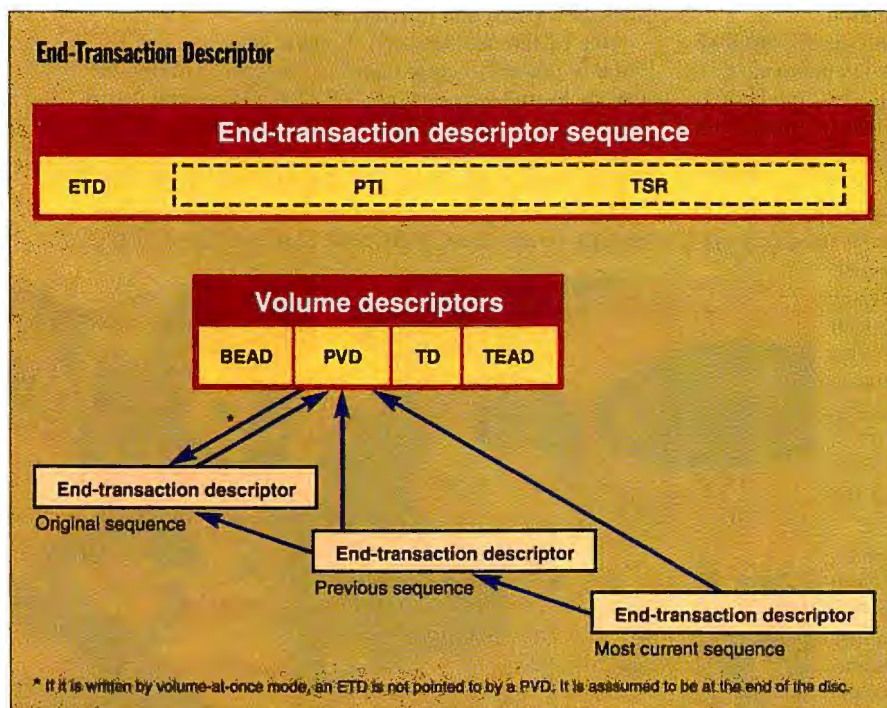 End-Transaction Descriptor
End-transaction descriptor sequence
ETD PTI TSR
Volume descriptors
BEAD PVD TD TEAD
*
End-transaction descriptor
Original sequence
End-transaction descriptor
Previous sequence
End-transaction descriptor
Most current sequence
* If it is written by volume-at-once mode, an ETD is not pointed to by a PVD. It is asssumed to be at the end of the disc.